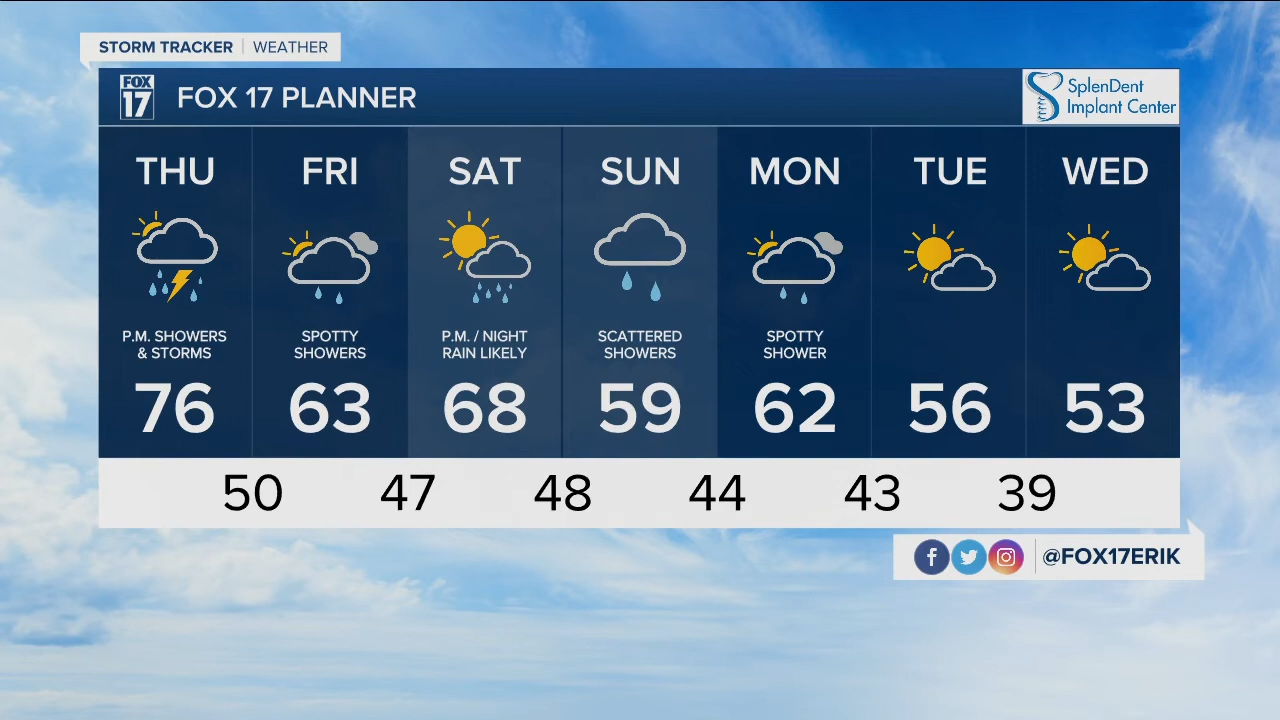 STORM TRACKER | WEATHER
FOX
17
FOX 17 PLANNER
SplenDent
Implant Center
THU FRI SAT SUN MON TUE WED
P.M. SHOWERS
& STORMS
SPOTTY
SHOWERS
P.M. / NIGHT
RAIN LIKELY
SCATTERED
SHOWERS
SPOTTY
SHOWER
76 63 68 59 62 56 53
50 47 48 44 43 39
f
@FOX17ERIK